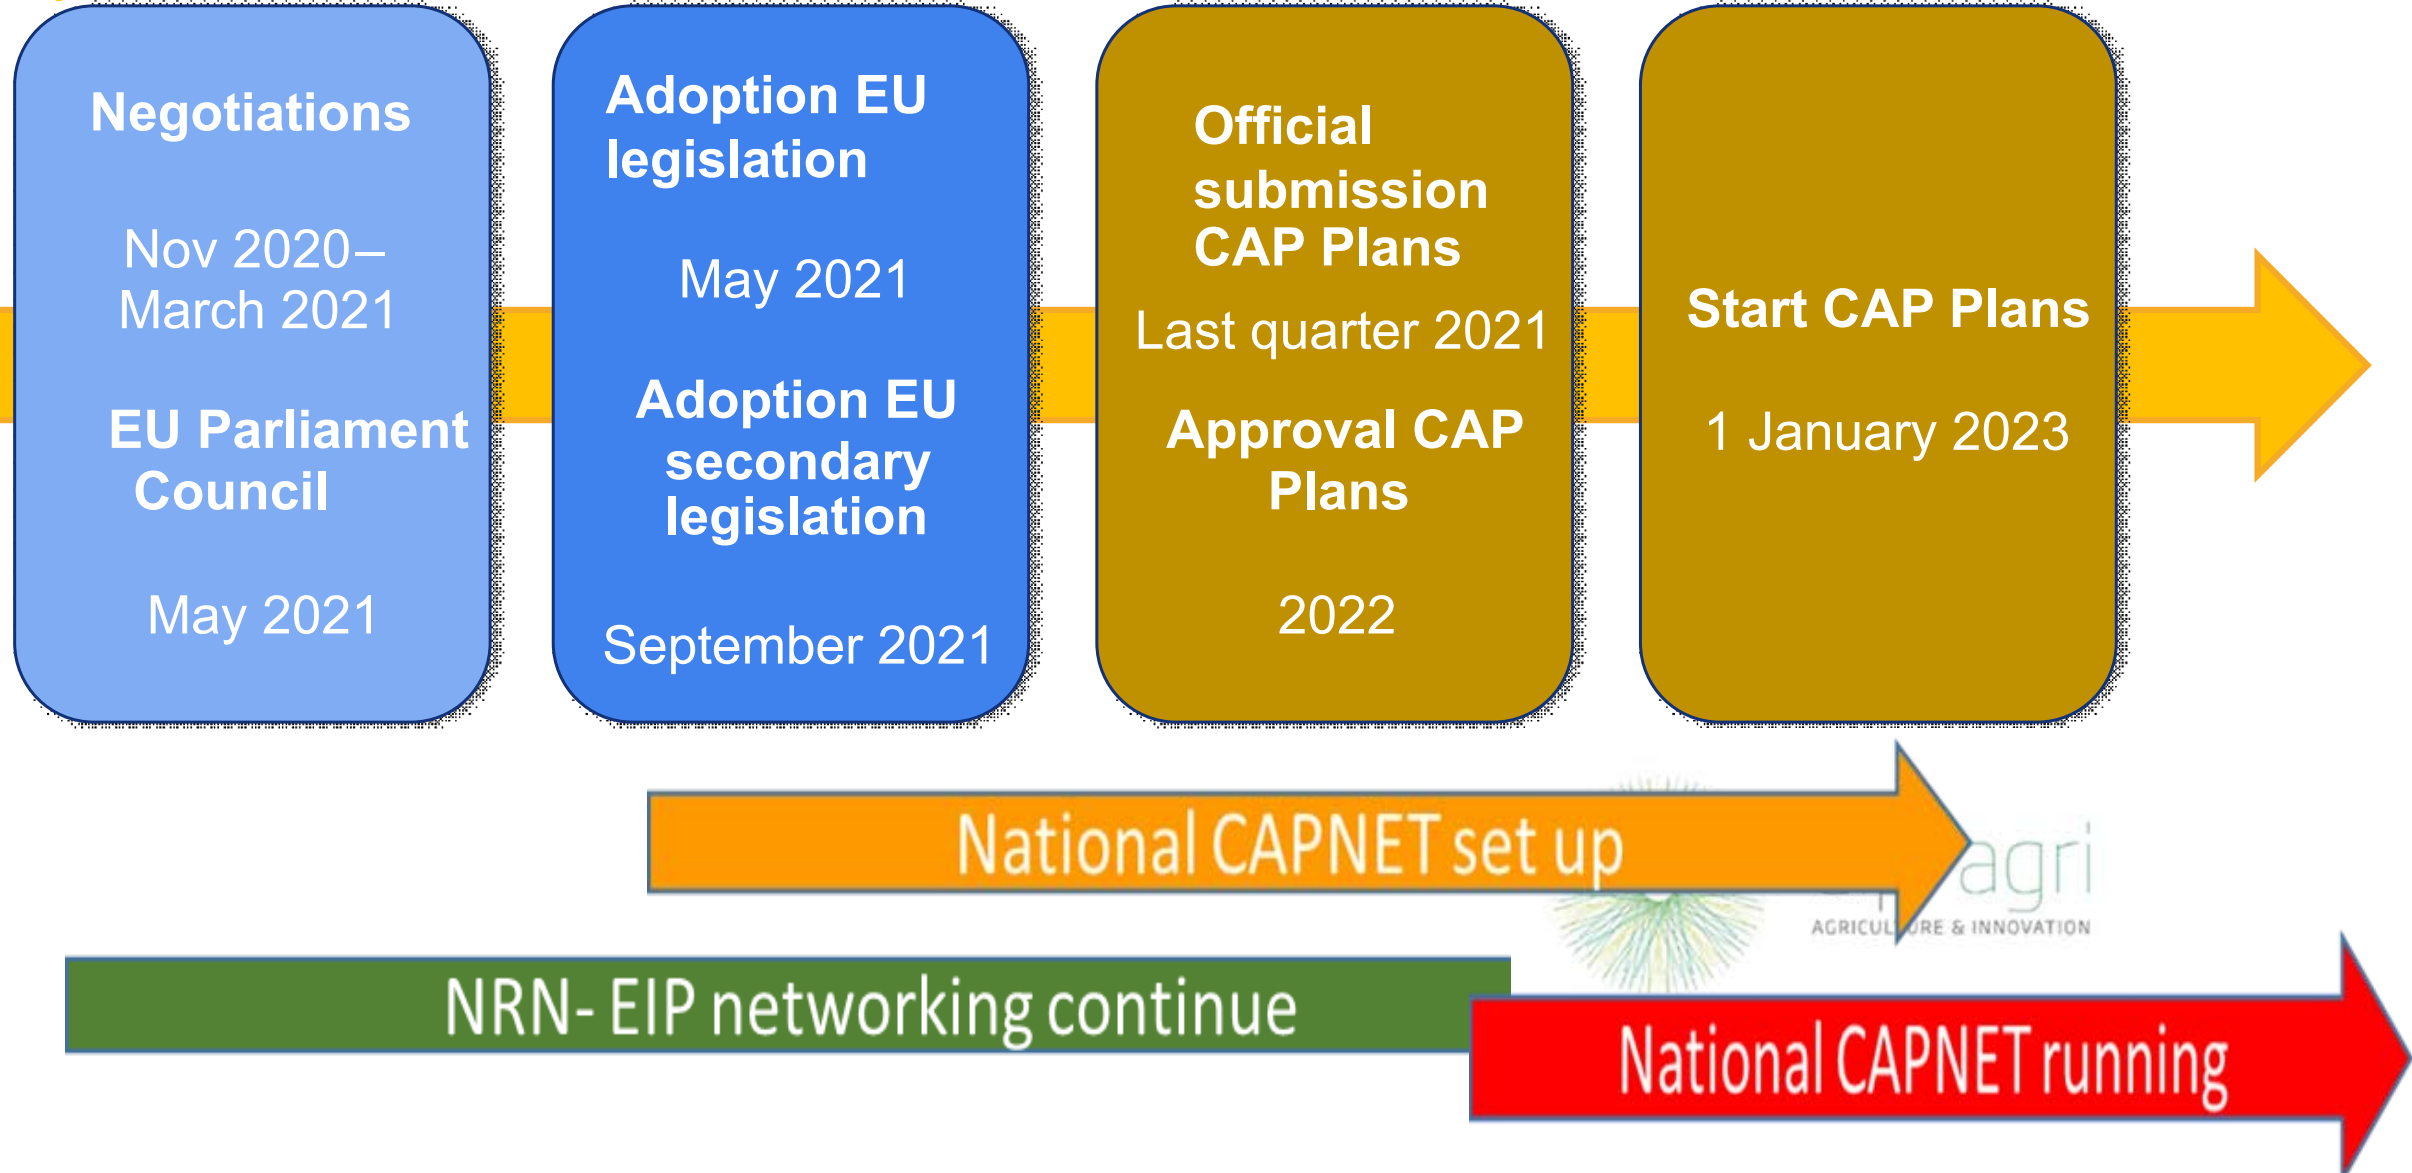 Negotiations
Nov 2020–
March 2021
EU Parliament
Council
May 2021
Adoption EU
legislation
May 2021
Adoption EU
secondary
legislation
September 2021
Official
submission
CAP Plans
Last quarter 2021
Approval CAP
Plans
2022
Start CAP Plans
1 January 2023
National CAPNET set up
agri
AGRICULTURE & INNOVATION
NRN- EIP networking continue
National CAPNET running